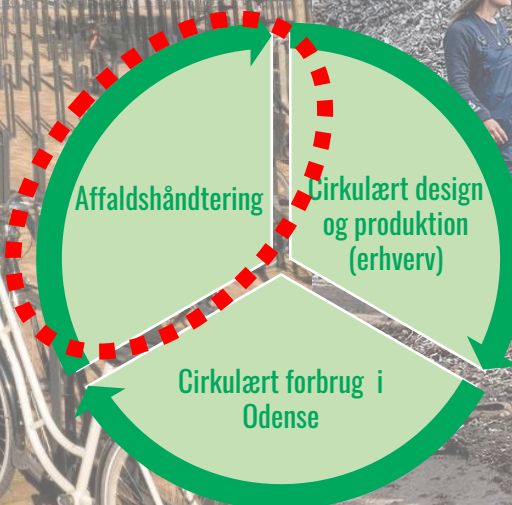 Affaldshåndtering
Cirkulært design
og produktion
(erhverv)
Cirkulært forbrug i
Odense